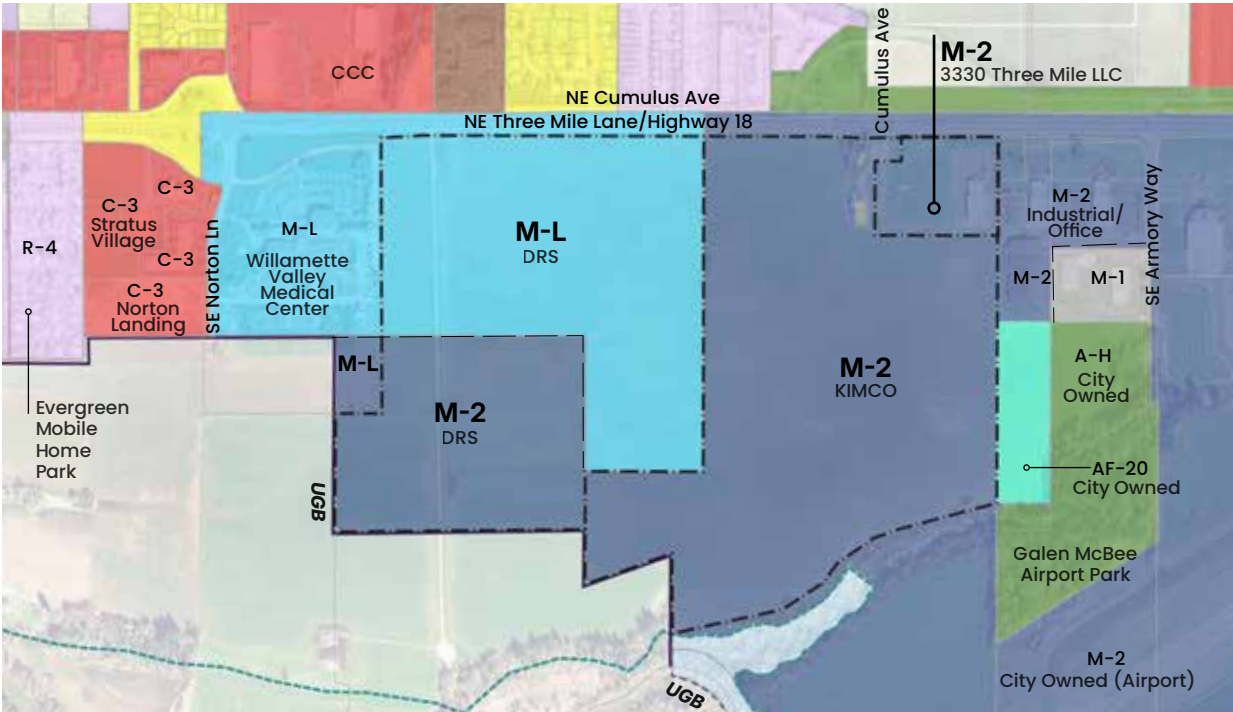 CCC
NE Cumulus Ave
NE Three Mile Lane/Highway 18
Cumulus Ave
M-2
3330 Three Mile LLC
R-4
C-3
C-3
Stratus
Village
C-3
C-3
Norton
Landing
SE Norton Ln
M-L
Willamette
Valley
Medical
Center
M-L
DRS
M-2
Industrial/
Office
M-2
M-1
SE Armory Way
M-L
M-2
DRS
M-2
KIMCO
A-H
City
Owned
AF-20
City Owned
Evergreen
Mobile
Home
Park
UGB
Galen McBee
Airport Park
M-2
City Owned (Airport)
UGB